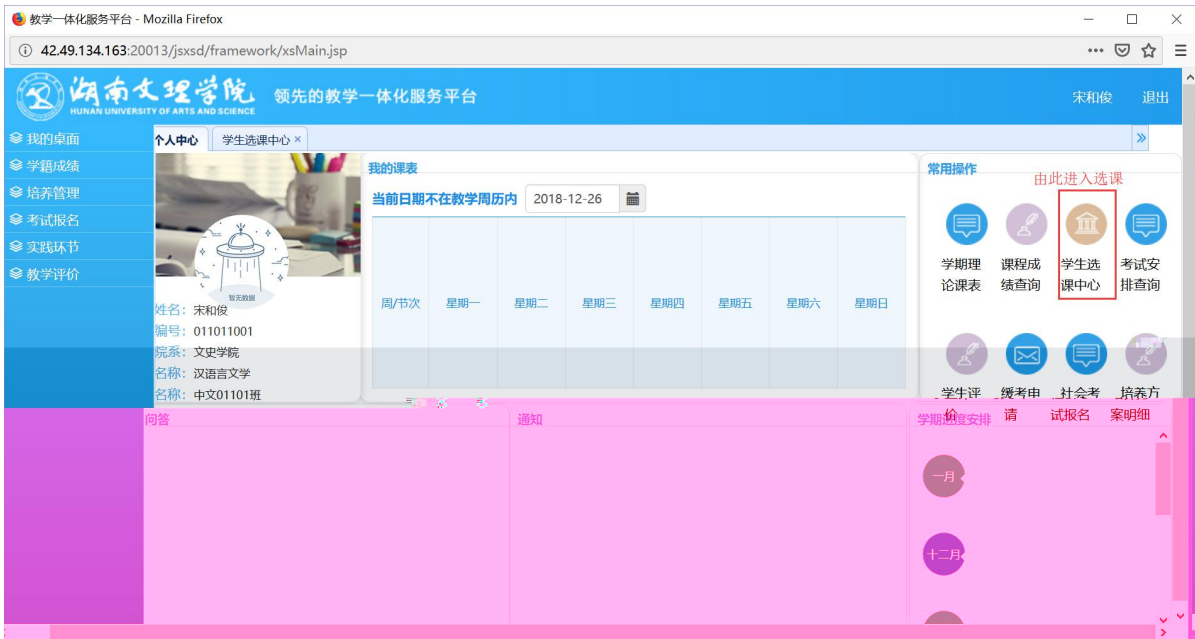 教学一体化服务平台 - Mozilla Firefox
42.49.134.163:20013/jsxsd/framework/xsMain.jsp
湖南文理学院
HUNAN UNIVERSITY OF ARTS AND SCIENCE
领先的教学一体化服务平台
宋和俊 退出
我的桌面
学籍成绩
培养管理
考试报名
实践环节
教学评价
个人中心 学生选课中心 ×
暂无数据
姓名：宋和俊
编号：011011001
院系：文史学院
名称：汉语言文学
名称：中文01101班
我的课表
当前日期不在教学周历内 2018-12-26
周/节次 星期一 星期二 星期三 星期四 星期五 星期六 星期日
常用操作
由此进入选课
学期理论课表
课程成绩查询
学生选课中心
考试安排查询
学生评价
缓考申请
社会考试报名
培养方案明细
问答
通知
学期进度安排
一月
十二月